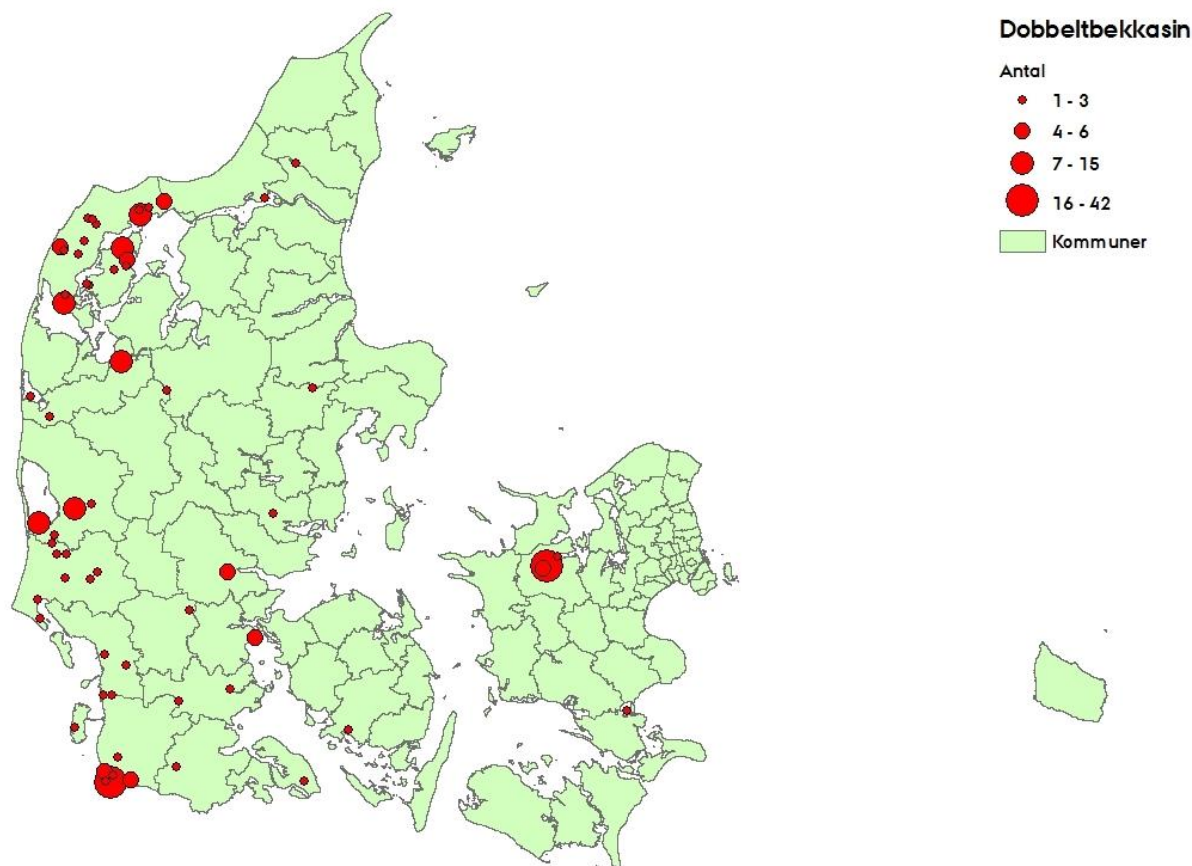 Dobbeltbekkasin
Antal
1 - 3
4 - 6
7 - 15
16 - 42
Kommuner